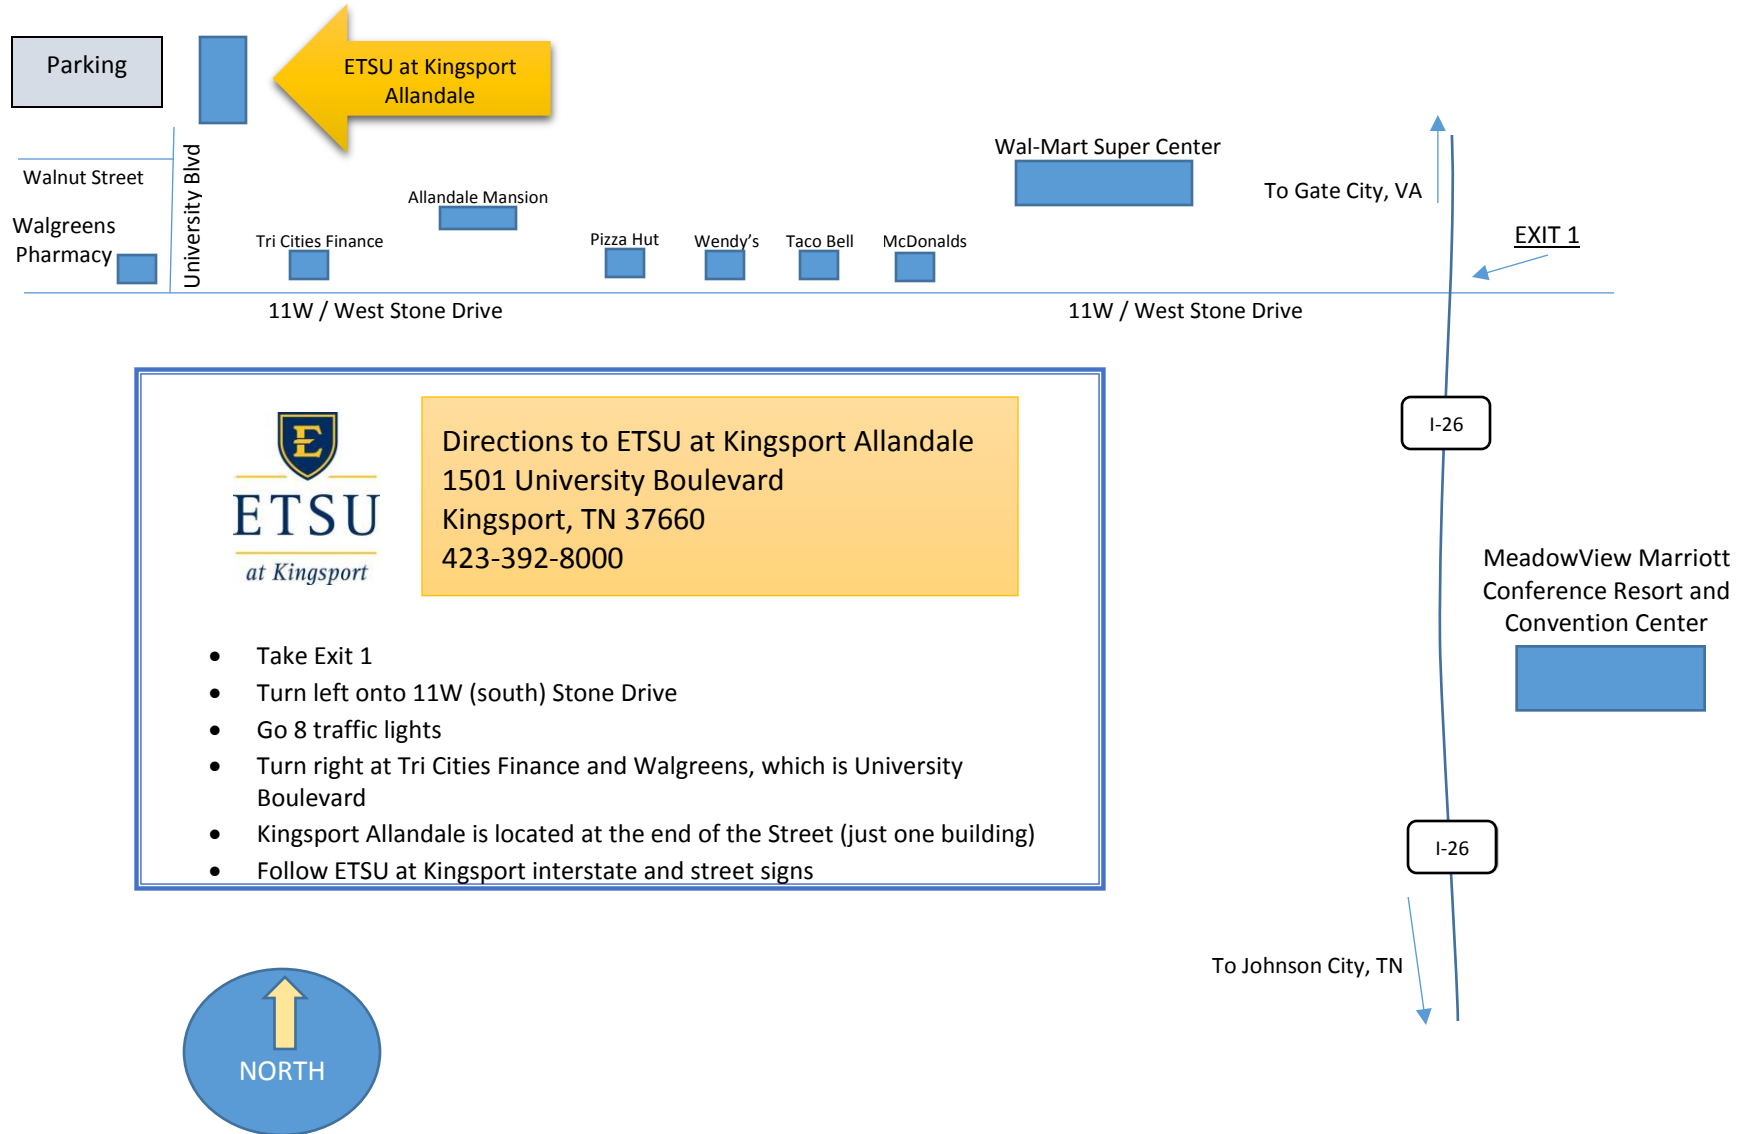 Parking
ETSU at Kingsport
Allandale
Walnut Street
University Blvd
Walgreens
Pharmacy
Tri Cities Finance
Allandale Mansion
Pizza Hut
Wendy's
Taco Bell
McDonalds
Wal-Mart Super Center
To Gate City, VA
EXIT 1
11W / West Stone Drive
11W / West Stone Drive
I-26
E
ETSU
at Kingsport
Directions to ETSU at Kingsport Allandale
1501 University Boulevard
Kingsport, TN 37660
423-392-8000
• Take Exit 1
• Turn left onto 11W (south) Stone Drive
• Go 8 traffic lights
• Turn right at Tri Cities Finance and Walgreens, which is University
Boulevard
• Kingsport Allandale is located at the end of the Street (just one building)
• Follow ETSU at Kingsport interstate and street signs
MeadowView Marriott
Conference Resort and
Convention Center
I-26
To Johnson City, TN
NORTH